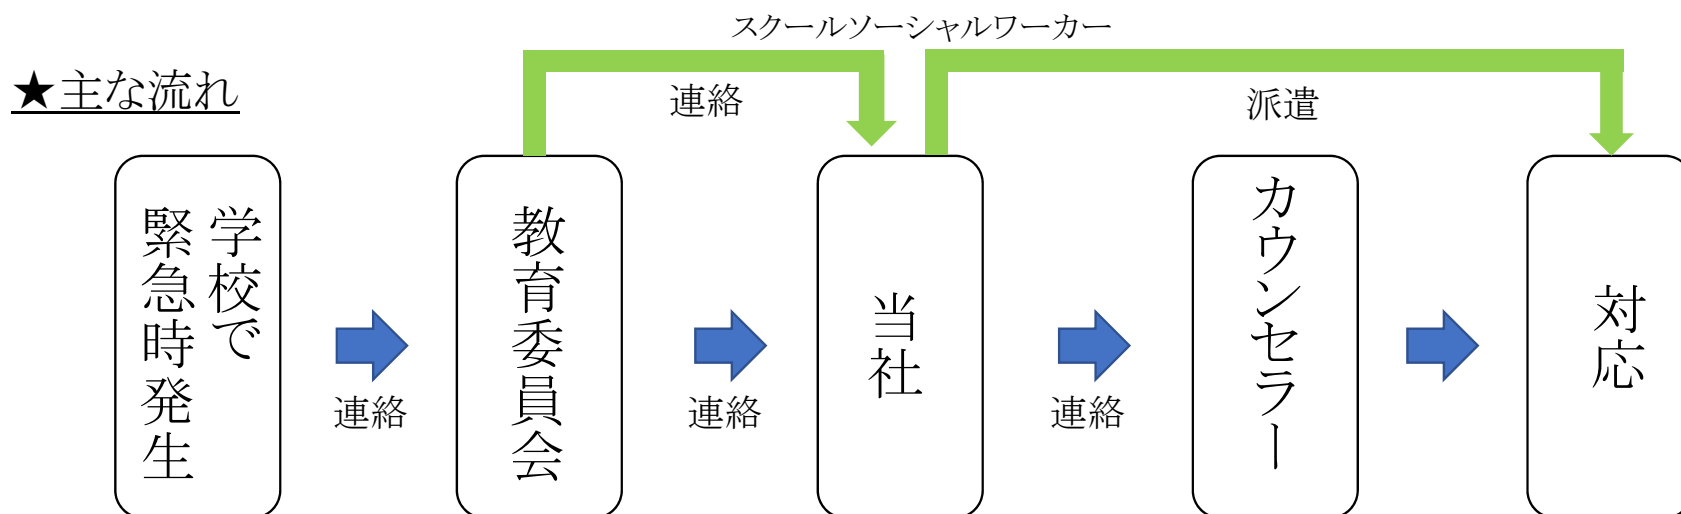 スクールソーシャルワーカー
★主な流れ
連絡
派遣
学校で
緊急時発生
連絡
教育委員会
連絡
当社
連絡
カウンセラー
対応